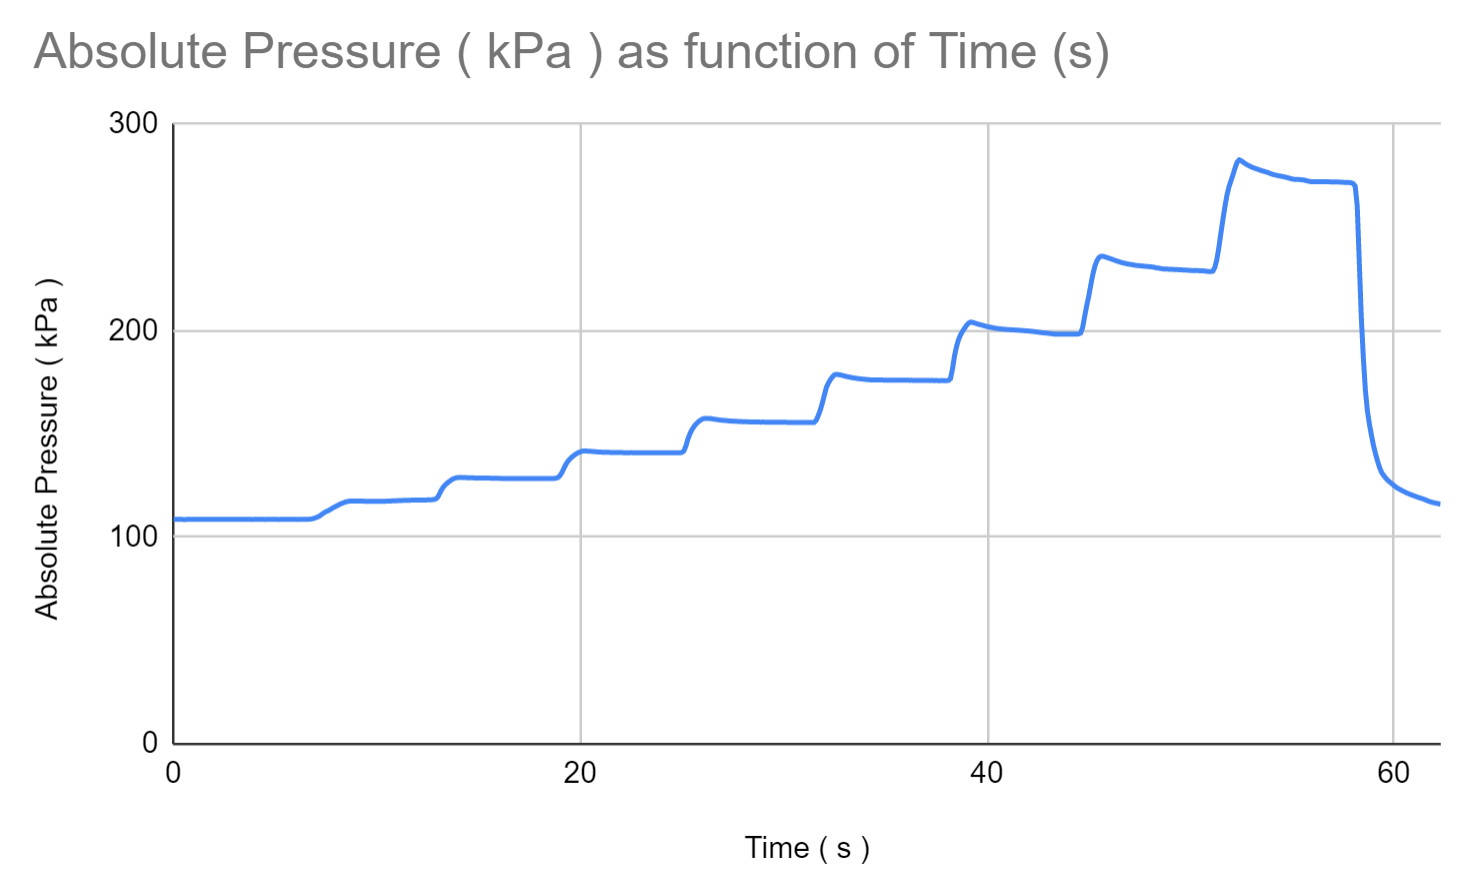 Absolute Pressure ( kPa ) as function of Time (s)
Absolute Pressure ( kPa )
300
200
100
0
0
20
40
60
Time ( s )